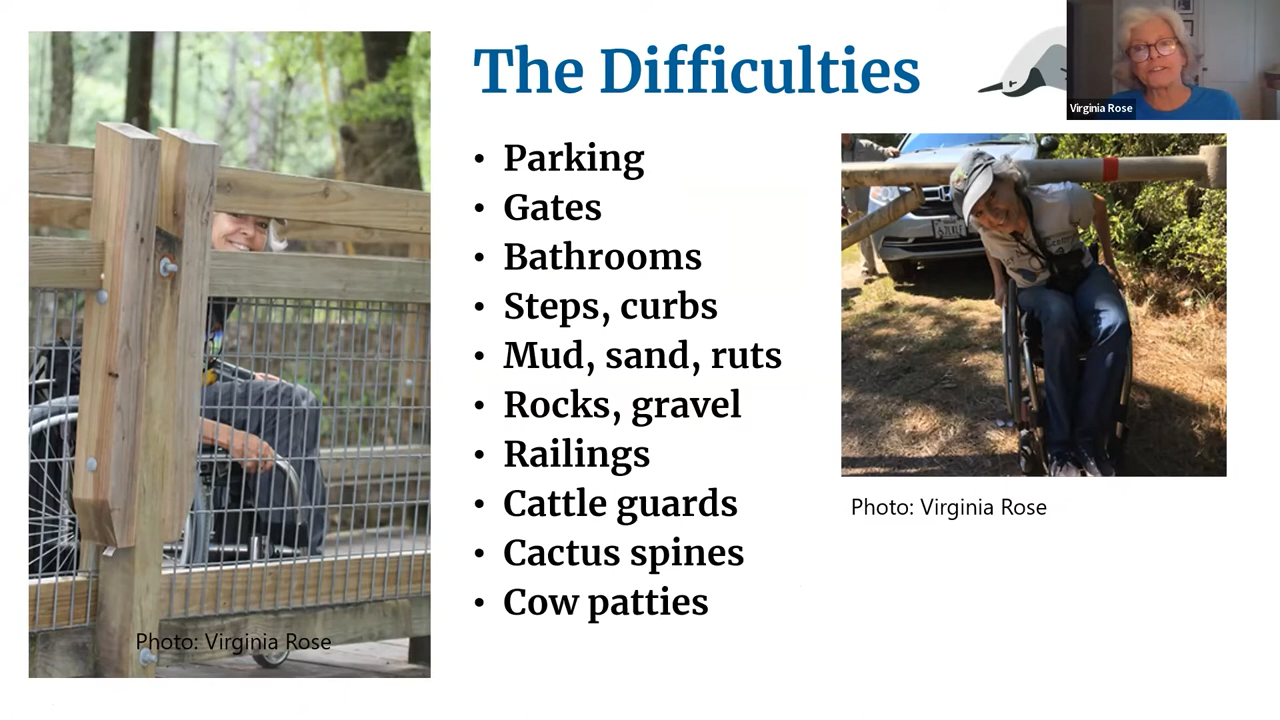 The Difficulties
Virginia Rose
• Parking
• Gates
• Bathrooms
• Steps, curbs
• Mud, sand, ruts
• Rocks, gravel
• Railings
• Cattle guards
• Cactus spines
• Cow patties
Photo: Virginia Rose
Photo: Virginia Rose